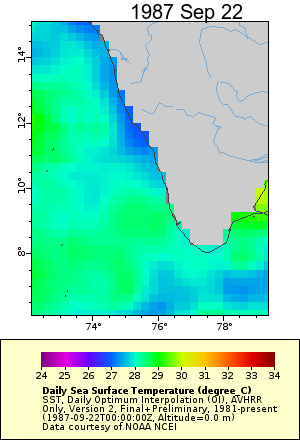 1987 Sep 22
14°
12°
10°
8°
74°
76°
78°
24 25 26 27 28 29 30 31 32 33 34
Daily Sea Surface Temperature (degree_C)
SST, Daily Optimum Interpolation (OI), AVHRR
Only, Version 2, Final+Preliminary, 1981-present
(1987-09-22T00:00:00Z, Altitude=0.0 m)
Data courtesy of NOAA NCEI